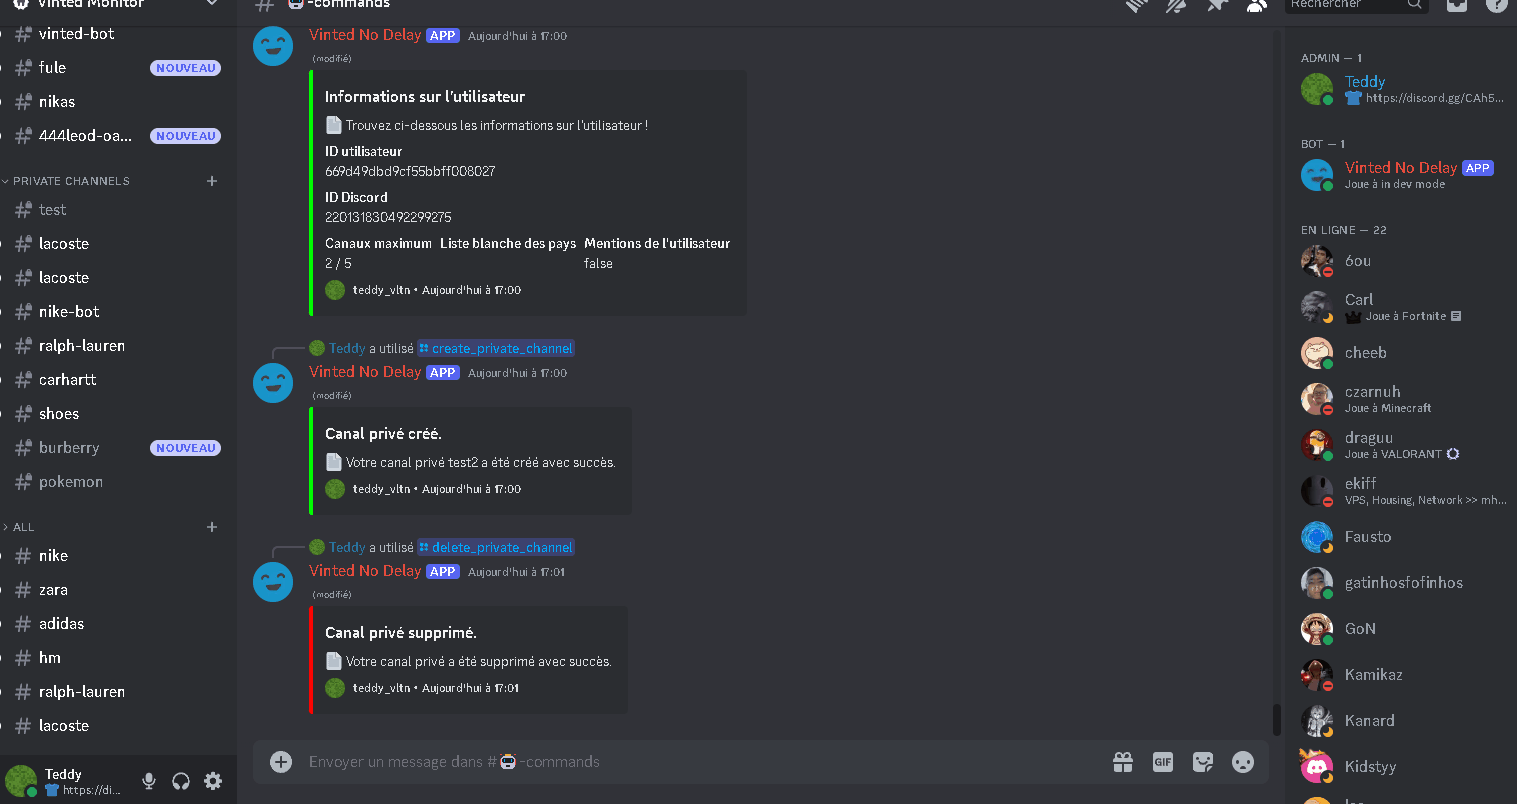 Vinted Monitor
vinted-bot
fule NOUVEAU
nikas
444leod-oa... NOUVEAU
PRIVATE CHANNELS
test
lacoste
lacoste
nike-bot
ralph-lauren
carhartt
shoes
burberry NOUVEAU
pokemon
ALL
nike
zara
adidas
hm
ralph-lauren
lacoste
Teddy
https://di...
-commands
Vinted No Delay APP Aujourd'hui à 17:00
(modifié)
Informations sur l'utilisateur
Trouvez ci-dessous les informations sur l'utilisateur !
ID utilisateur
669d49dbd9cf55bbff008027
ID Discord
220131830492299275
Canaux maximum Liste blanche des pays Mentions de l'utilisateur
2 / 5 false
teddy_vltn • Aujourd'hui à 17:00
Teddy a utilisé create_private_channel
Vinted No Delay APP Aujourd'hui à 17:00
(modifié)
Canal privé créé.
Votre canal privé test2 a été créé avec succès.
teddy_vltn • Aujourd'hui à 17:00
Teddy a utilisé delete_private_channel
Vinted No Delay APP Aujourd'hui à 17:01
(modifié)
Canal privé supprimé.
Votre canal privé a été supprimé avec succès.
teddy_vltn • Aujourd'hui à 17:01
Envoyer un message dans # -commands
GIF
Rechercher
ADMIN — 1
Teddy
https://discord.gg/CAh5...
BOT — 1
Vinted No Delay APP
Joue à in dev mode
EN LIGNE — 22
6ou
Carl
Joue à Fortnite
cheeb
czarnuh
Joue à Minecraft
draguu
Joue à VALORANT
ekiff
VPS, Housing, Network >> mh...
Fausto
gatinhosfofinhos
GoN
Kamikaz
Kanard
Kidstyy